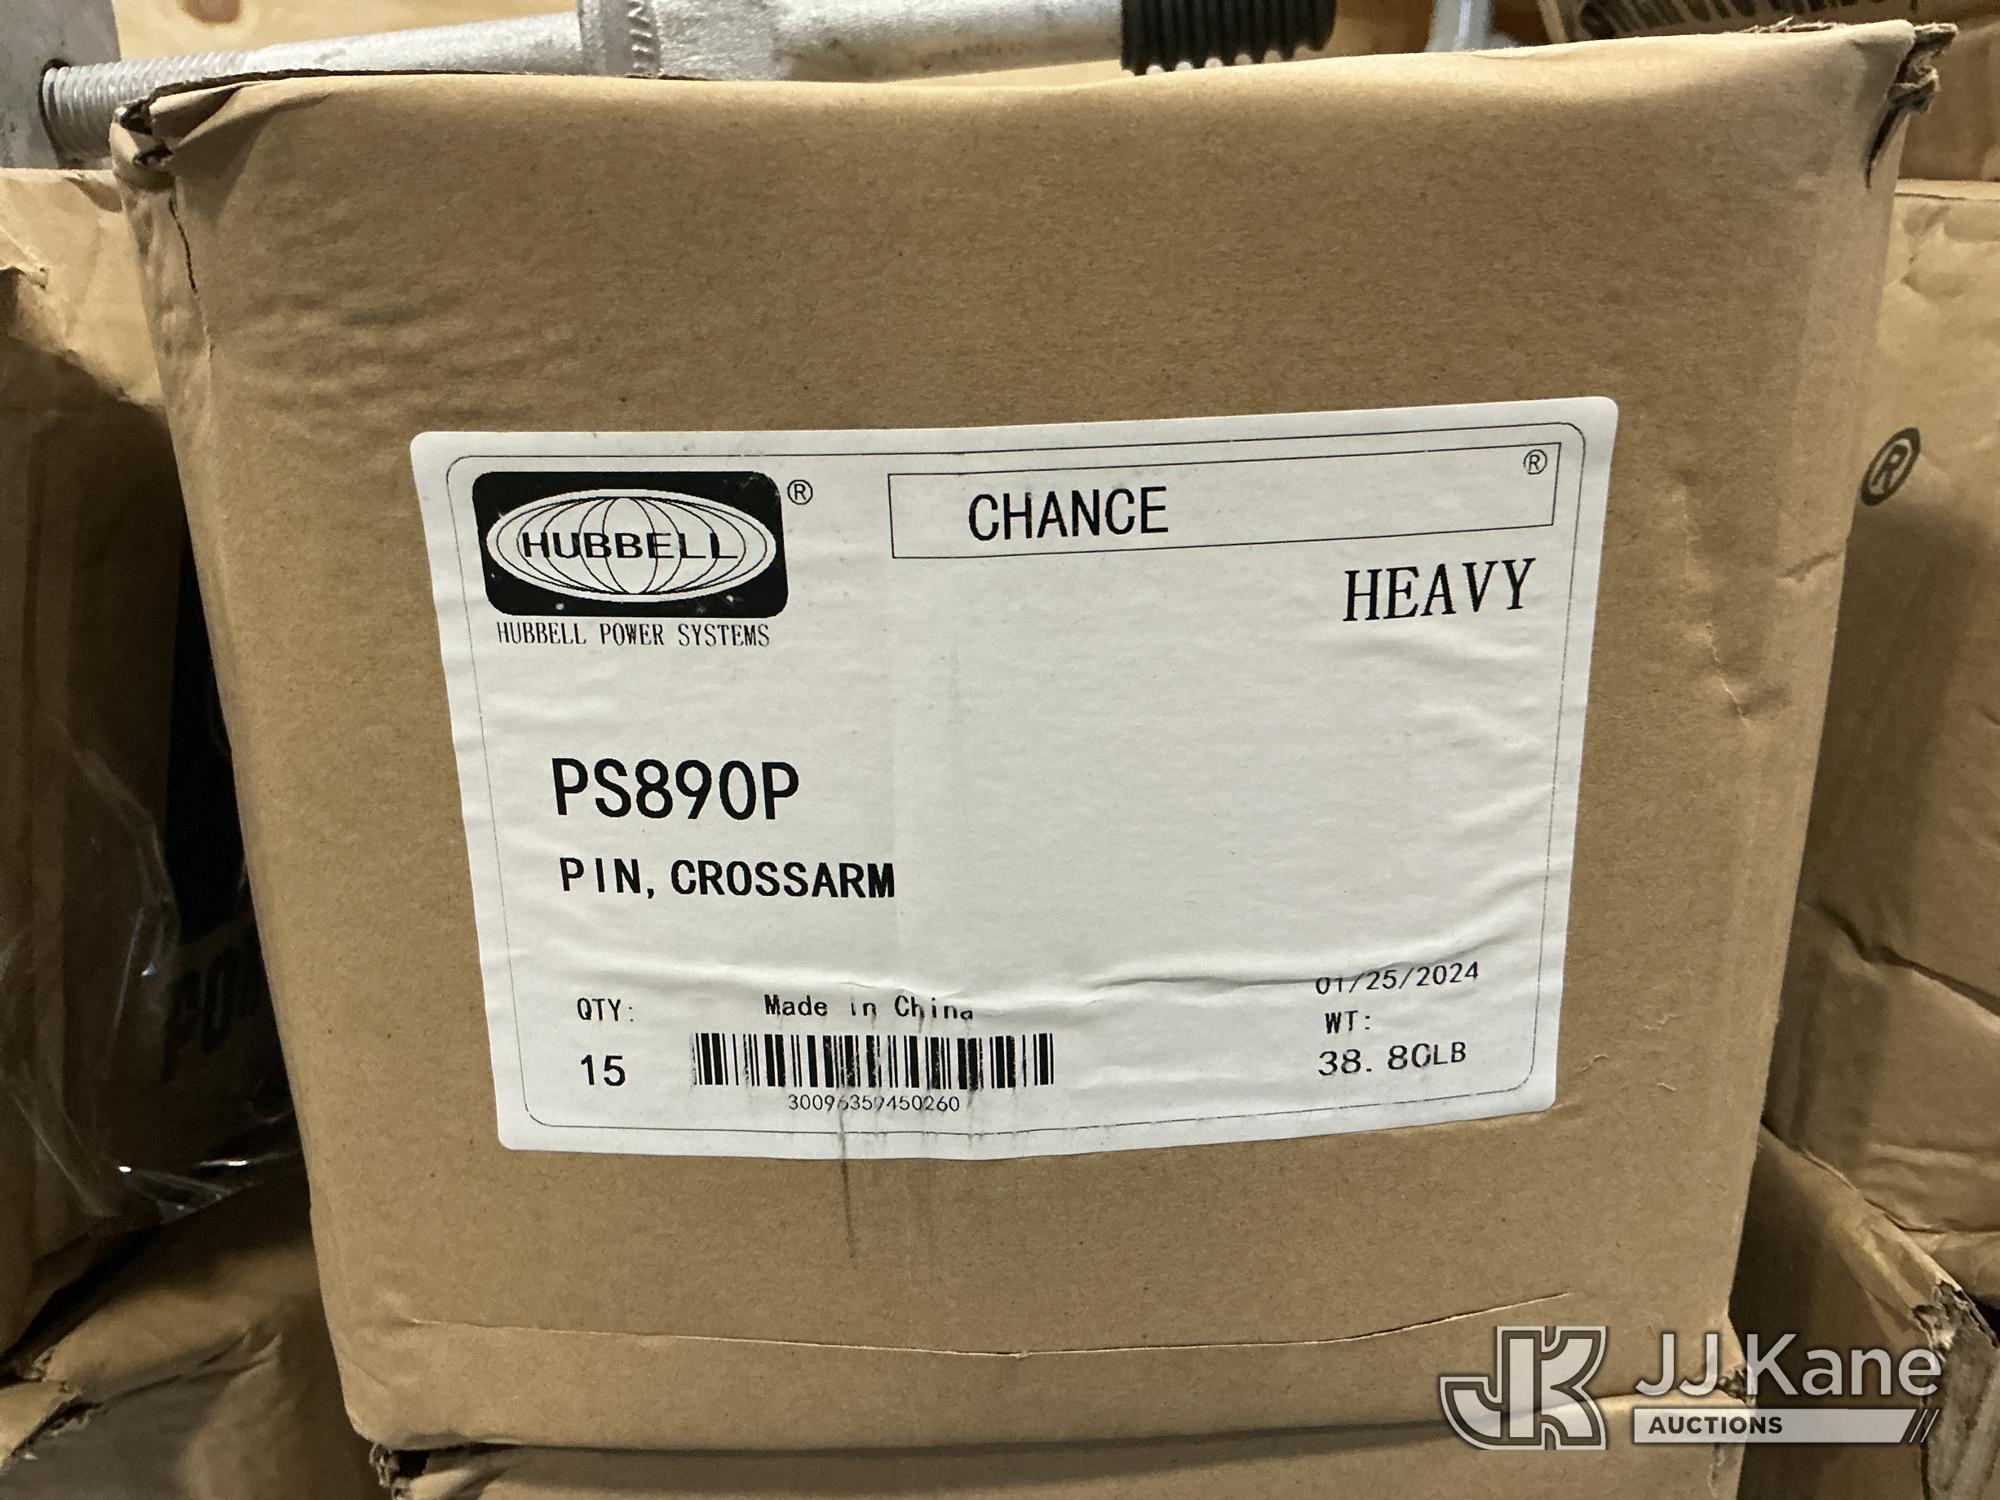 HUBBELL ®
CHANCE ®
HEAVY
HUBBELL POWER SYSTEMS
PS890P
PIN, CROSSARM
01/25/2024
QTY: Made in China
WT:
15
38.80LB
30096359450260
®
JJ Kane
AUCTIONS